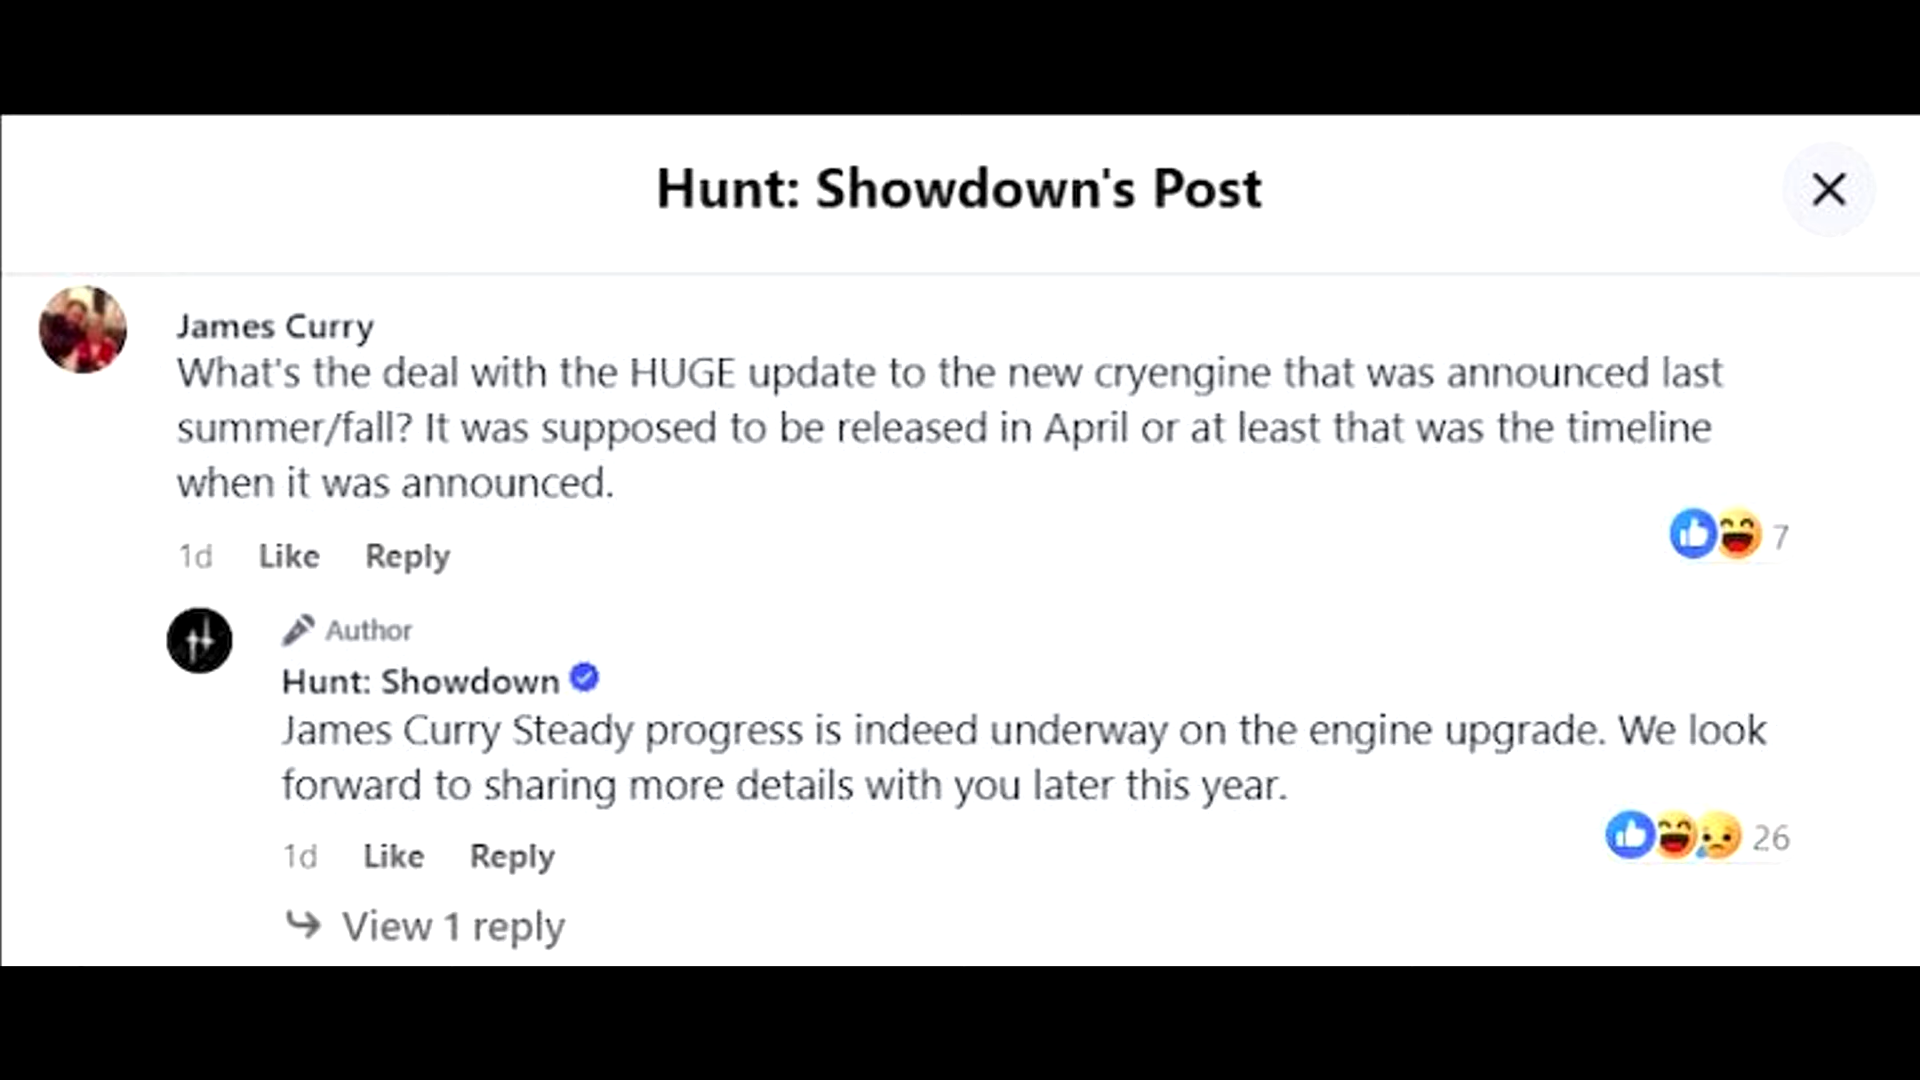 Hunt: Showdown's Post
James Curry
What's the deal with the HUGE update to the new cryengine that was announced last
summer/fall? It was supposed to be released in April or at least that was the timeline
when it was announced.
7
1d Like Reply
Author
Hunt: Showdown
James Curry Steady progress is indeed underway on the engine upgrade. We look
forward to sharing more details with you later this year.
26
1d Like Reply
View 1 reply